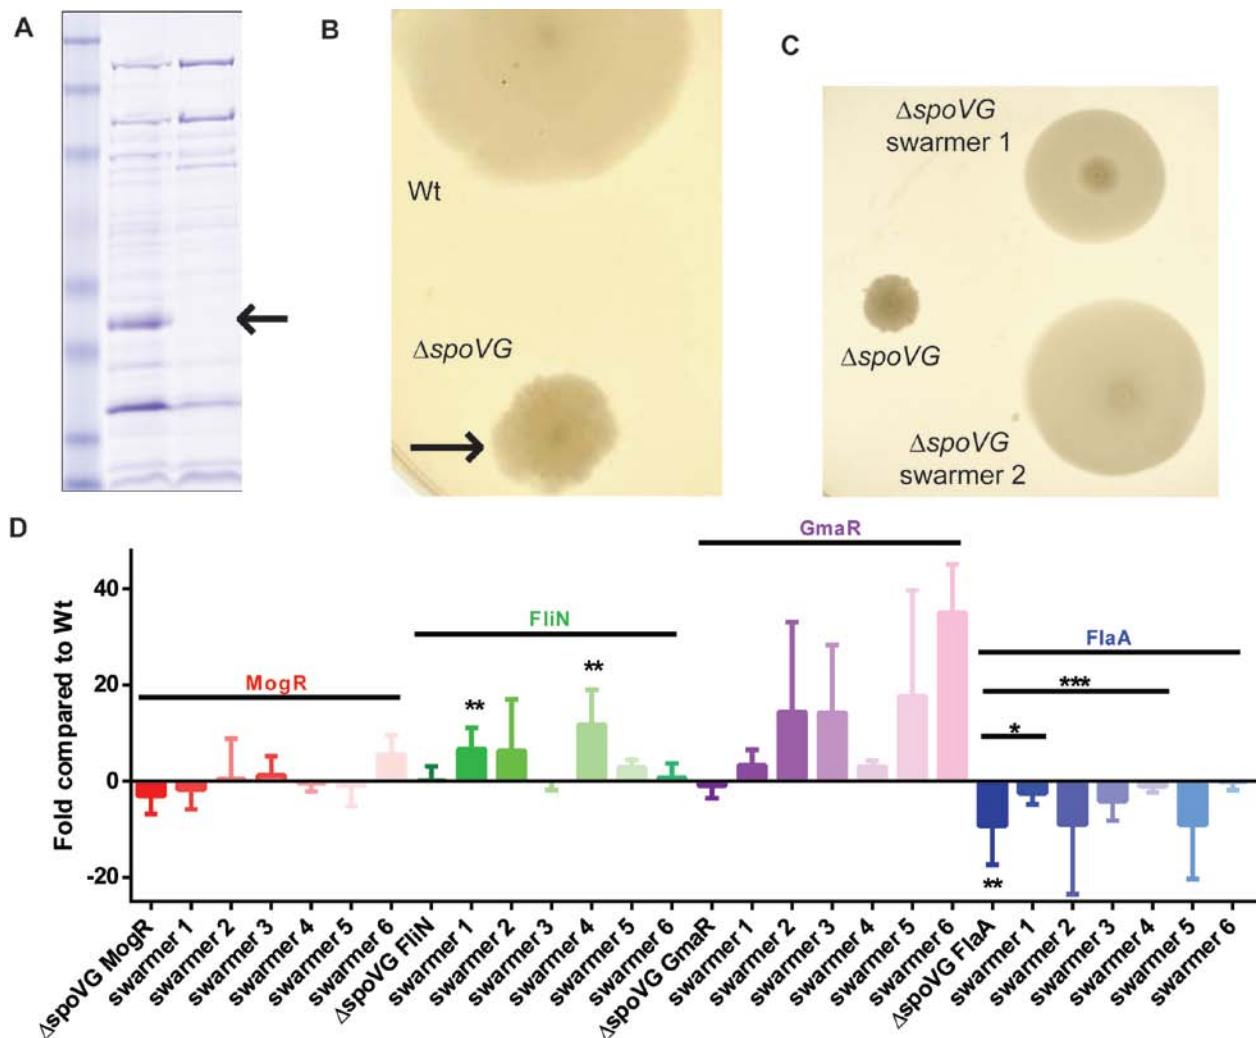 A
B
Wt
ΔspoVG
C
ΔspoVG
swarmer 1
ΔspoVG
ΔspoVG
swarmer 2
D
Fold compared to Wt
40
20
0
-20
MogR
FliN
GmaR
FlaA
**
**
***
*
**
ΔspoVG MogR
swarmer 1
swarmer 2
swarmer 3
swarmer 4
swarmer 5
swarmer 6
ΔspoVG FliN
swarmer 1
swarmer 2
swarmer 3
swarmer 4
swarmer 5
swarmer 6
ΔspoVG GmaR
swarmer 1
swarmer 2
swarmer 3
swarmer 4
swarmer 5
swarmer 6
ΔspoVG FlaA
swarmer 1
swarmer 2
swarmer 3
swarmer 4
swarmer 5
swarmer 6